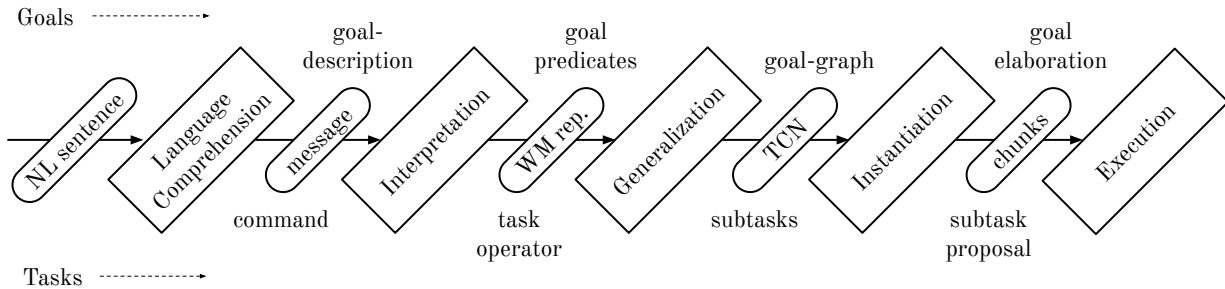 Goals
goal-
description
goal
predicates
goal-graph
goal
elaboration
NL sentence
Language
Comprehension
message
Interpretation
WM rep.
Generalization
TCN
Instantiation
chunks
Execution
command
task
operator
subtasks
subtask
proposal
Tasks